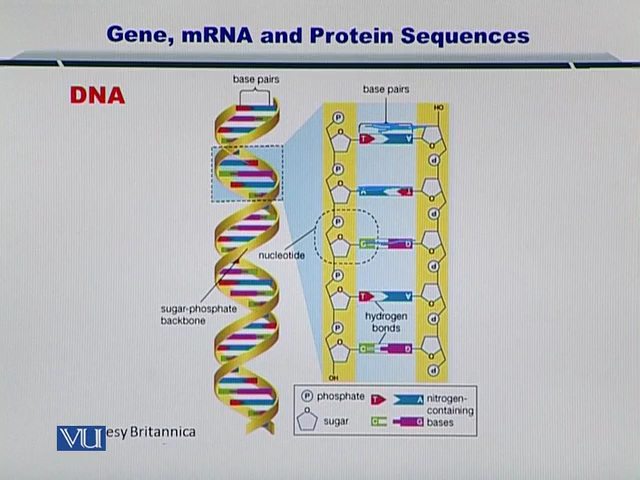 Gene, mRNA and Protein Sequences
DNA
base pairs
base pairs
HO
P
O
T
A
O
P
P
O
A
T
O
P
P
O
C
G
O
P
nucleotide
sugar-phosphate
backbone
P
O
T
A
O
P
hydrogen
bonds
P
O
C
G
O
P
OH
P phosphate
O
sugar
T A nitrogen-
containing
C G bases
VU esy Britannica